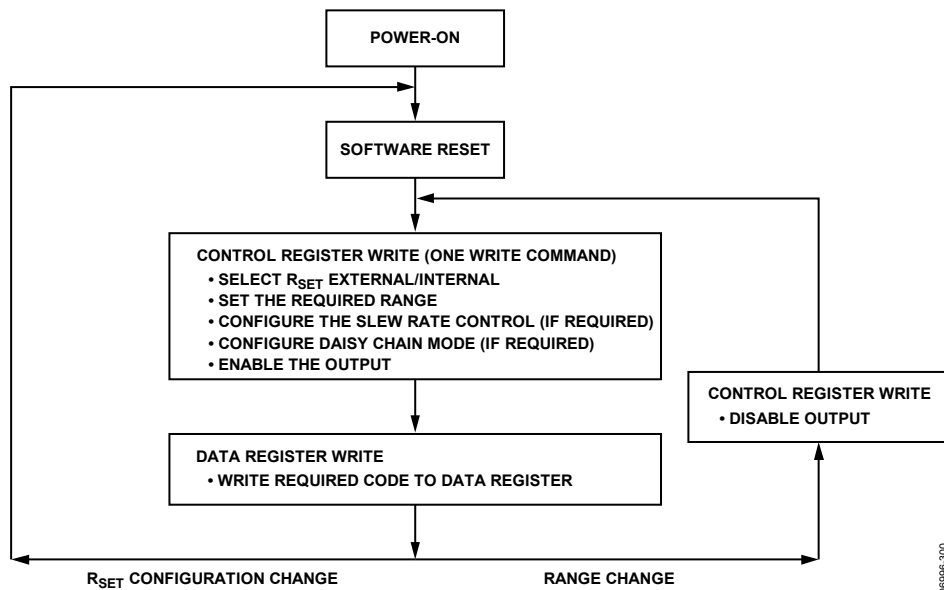 POWER-ON
SOFTWARE RESET
CONTROL REGISTER WRITE (ONE WRITE COMMAND)
• SELECT RSET EXTERNAL/INTERNAL
• SET THE REQUIRED RANGE
• CONFIGURE THE SLEW RATE CONTROL (IF REQUIRED)
• CONFIGURE DAISY CHAIN MODE (IF REQUIRED)
• ENABLE THE OUTPUT
CONTROL REGISTER WRITE
• DISABLE OUTPUT
DATA REGISTER WRITE
• WRITE REQUIRED CODE TO DATA REGISTER
RSET CONFIGURATION CHANGE
RANGE CHANGE
06996-300